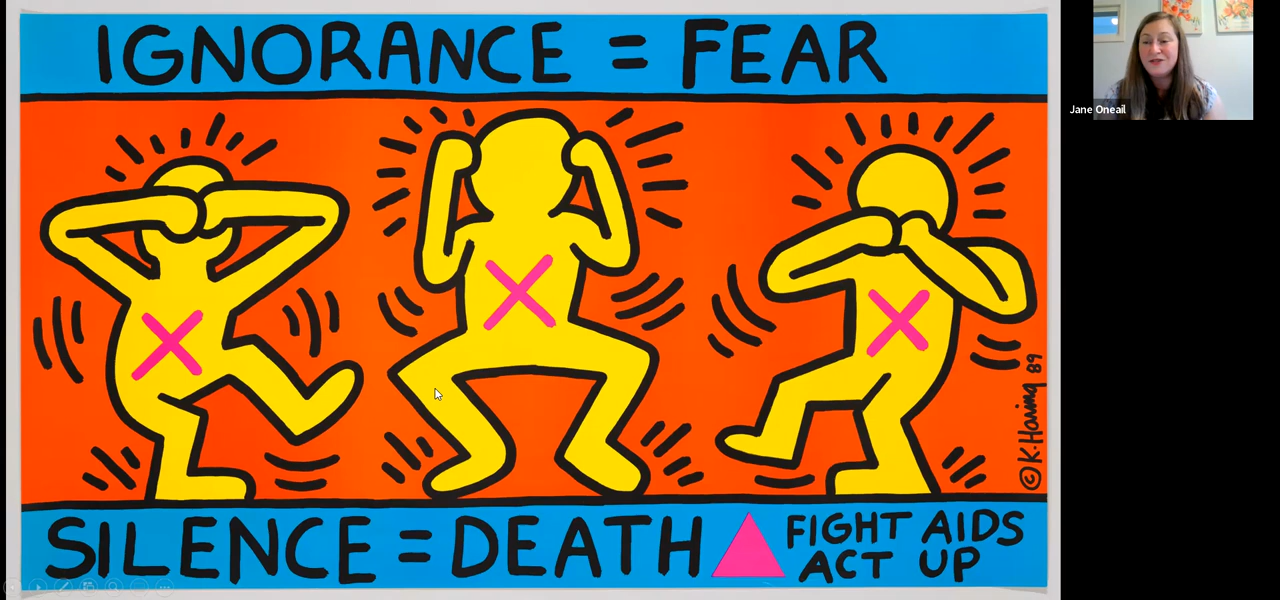 IGNORANCE = FEAR
Jane Oneail
© K. Haring 89
SILENCE = DEATH
FIGHT AIDS
ACT UP